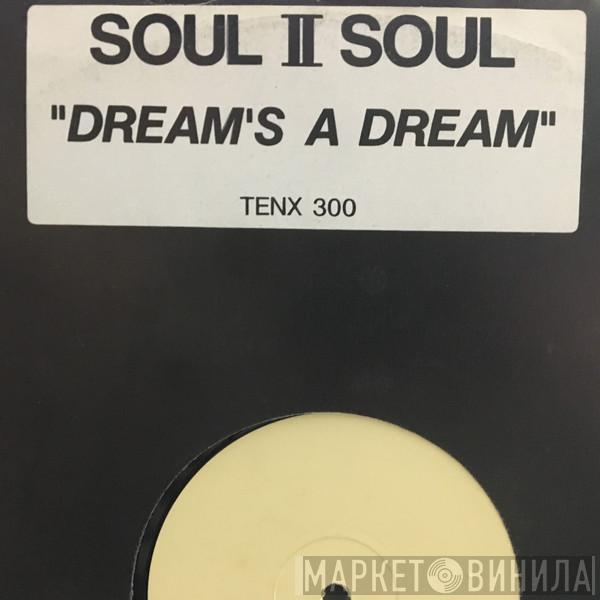 SOUL II SOUL
"DREAM'S A DREAM"
TENX 300
МАРКЕТ ВИНИЛА